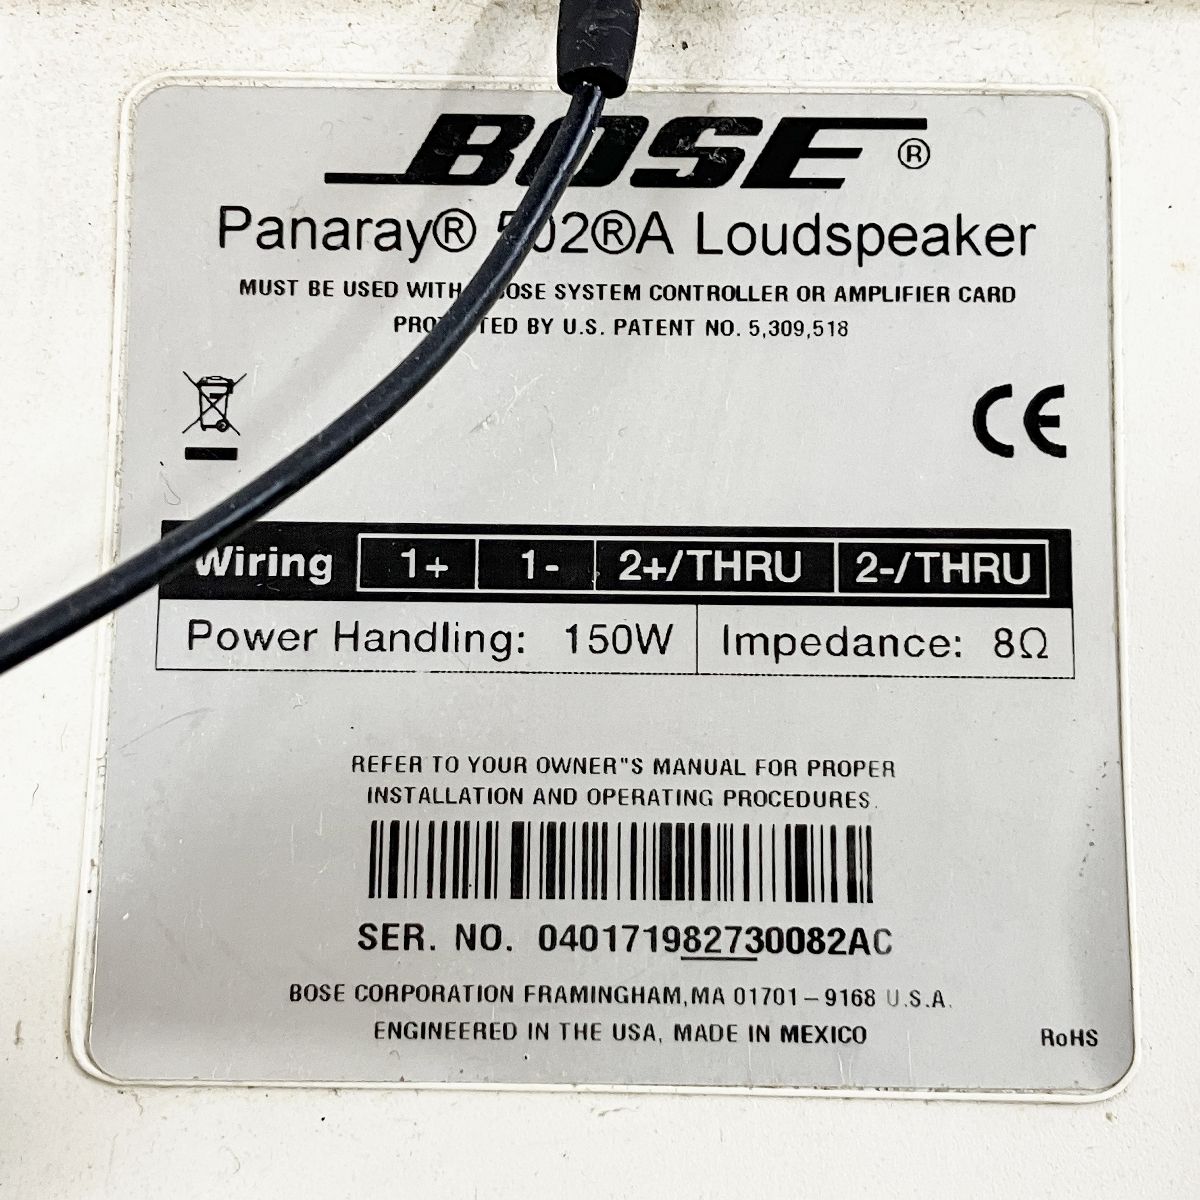 BOSE®
Panaray® 502®A Loudspeaker
MUST BE USED WITH BOSE SYSTEM CONTROLLER OR AMPLIFIER CARD
PROTECTED BY U.S. PATENT NO. 5,309,518
CE
Wiring 1+ 1- 2+/THRU 2-/THRU
Power Handling: 150W Impedance: 8Ω
REFER TO YOUR OWNER"S MANUAL FOR PROPER
INSTALLATION AND OPERATING PROCEDURES.
SER. NO. 040171982730082AC
BOSE CORPORATION FRAMINGHAM,MA 01701-9168 U.S.A.
ENGINEERED IN THE USA, MADE IN MEXICO
RoHS